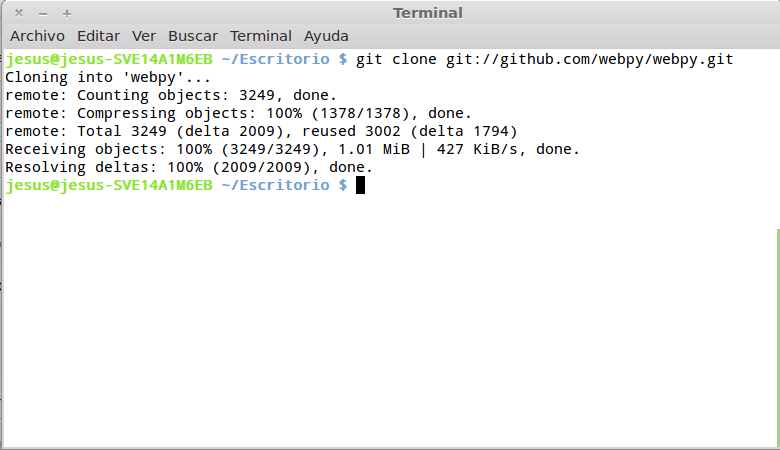 Terminal
Archivo Editar Ver Buscar Terminal Ayuda
jesus@jesus-SVE14A1M6EB ~/Escritorio $ git clone git://github.com/webpy/webpy.git
Cloning into 'webpy'...
remote: Counting objects: 3249, done.
remote: Compressing objects: 100% (1378/1378), done.
remote: Total 3249 (delta 2009), reused 3002 (delta 1794)
Receiving objects: 100% (3249/3249), 1.01 MiB | 427 KiB/s, done.
Resolving deltas: 100% (2009/2009), done.
jesus@jesus-SVE14A1M6EB ~/Escritorio $